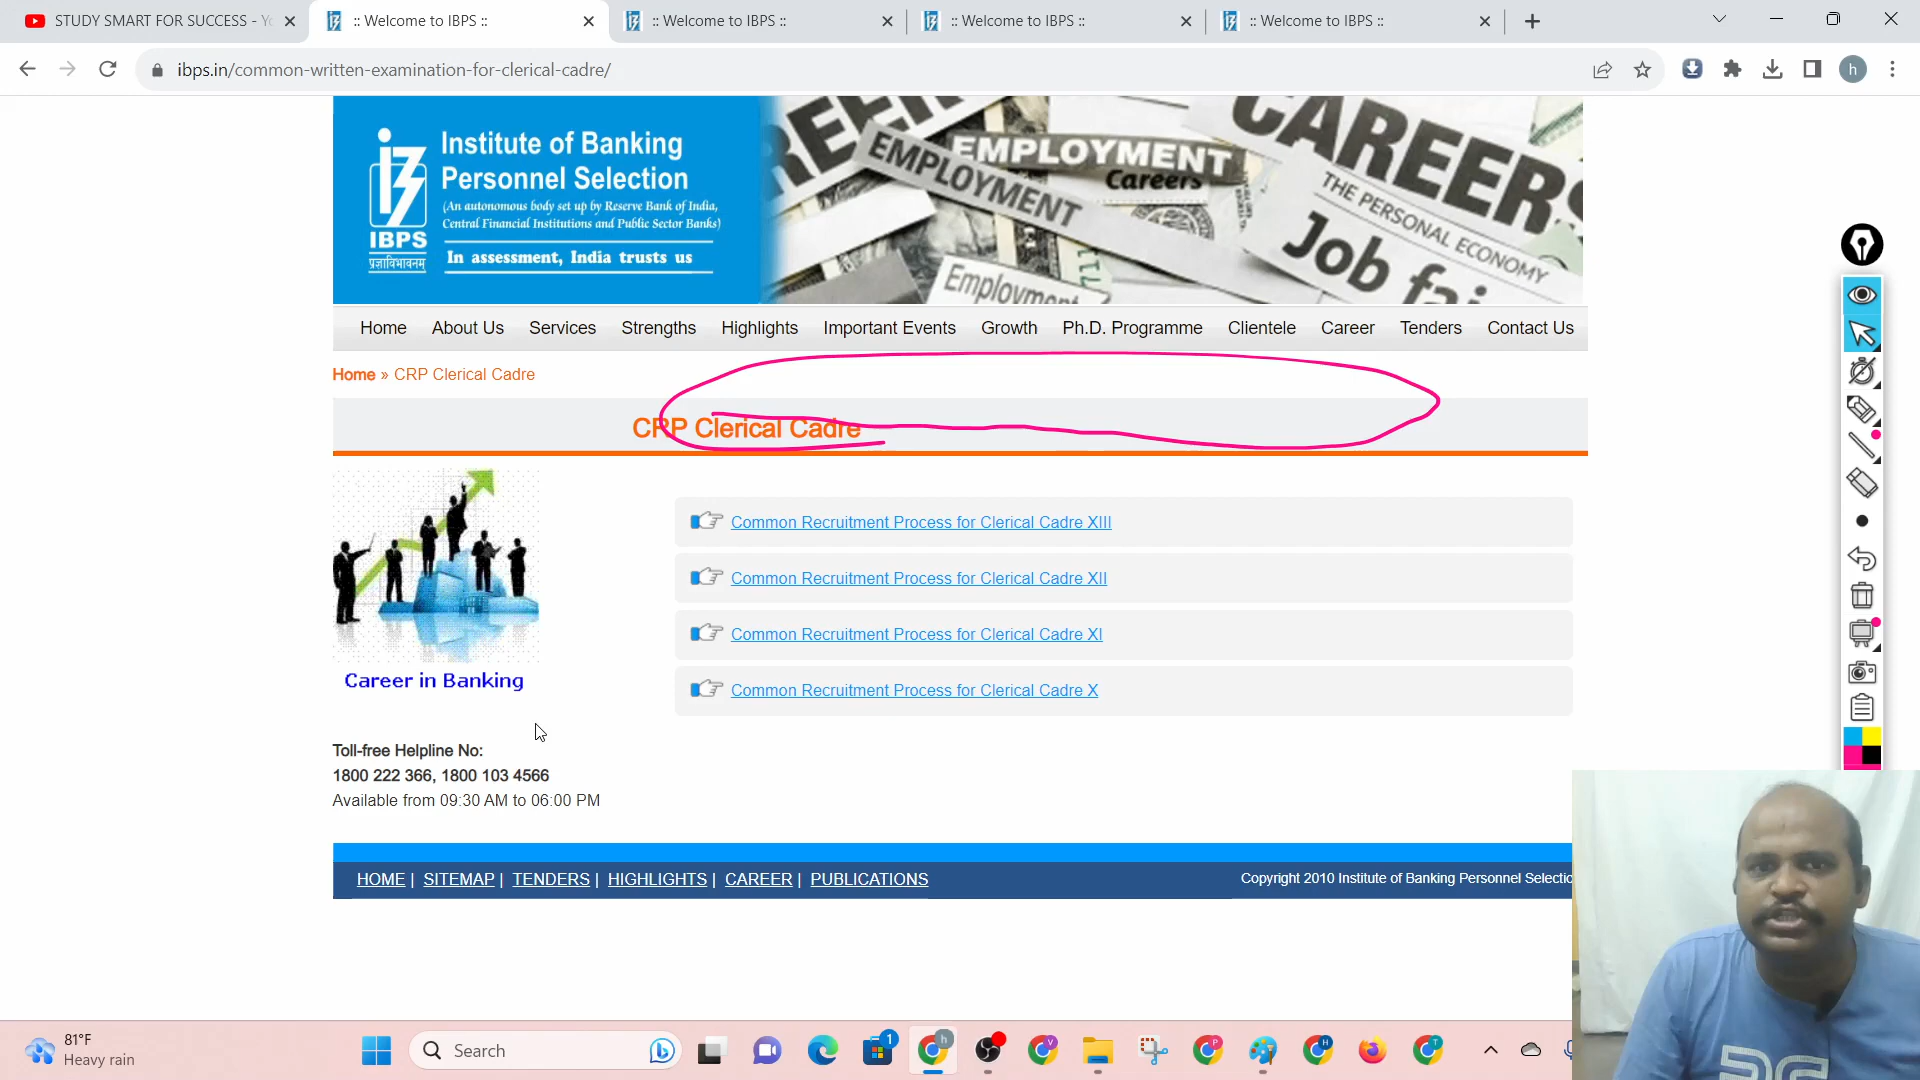 STUDY SMART FOR SUCCESS - Yo
:: Welcome to IBPS ::
:: Welcome to IBPS ::
:: Welcome to IBPS ::
:: Welcome to IBPS ::
ibps.in/common-written-examination-for-clerical-cadre/
h
IBPS
प्रज्ञाविभावनम्
Institute of Banking
Personnel Selection
(An autonomous body set up by Reserve Bank of India,
Central Financial Institutions and Public Sector Banks)
In assessment, India trusts us
EMPLOYMENT
EMPLOYMENT
Careers
CAREERS
THE PERSONAL ECONOMY
Job fai
Employment
Home About Us Services Strengths Highlights Important Events Growth Ph.D. Programme Clientele Career Tenders Contact Us
Home » CRP Clerical Cadre
CRP Clerical Cadre
Common Recruitment Process for Clerical Cadre XIII
Common Recruitment Process for Clerical Cadre XII
Common Recruitment Process for Clerical Cadre XI
Common Recruitment Process for Clerical Cadre X
Career in Banking
Toll-free Helpline No:
1800 222 366, 1800 103 4566
Available from 09:30 AM to 06:00 PM
HOME | SITEMAP | TENDERS | HIGHLIGHTS | CAREER | PUBLICATIONS
Copyright 2010 Institute of Banking Personnel Selectio
81°F
Heavy rain
Search
1
h
V
P
H
T